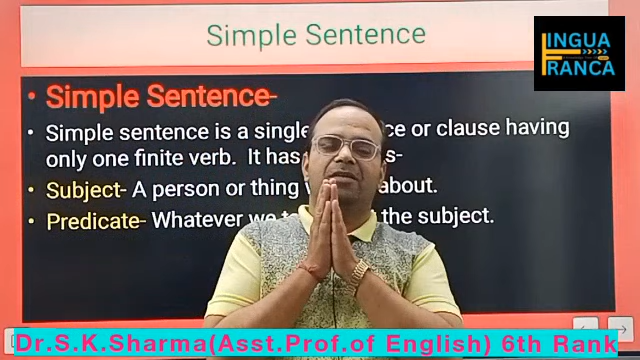 Simple Sentence
LINGUA
FRANCA
• Simple Sentence-
• Simple sentence is a single or clause having
only one finite verb. It has
• Subject- A person or thing about.
• Predicate- Whatever we the subject.
Dr.S.K.Sharma(Asst.Prof.of English) 6th Rank